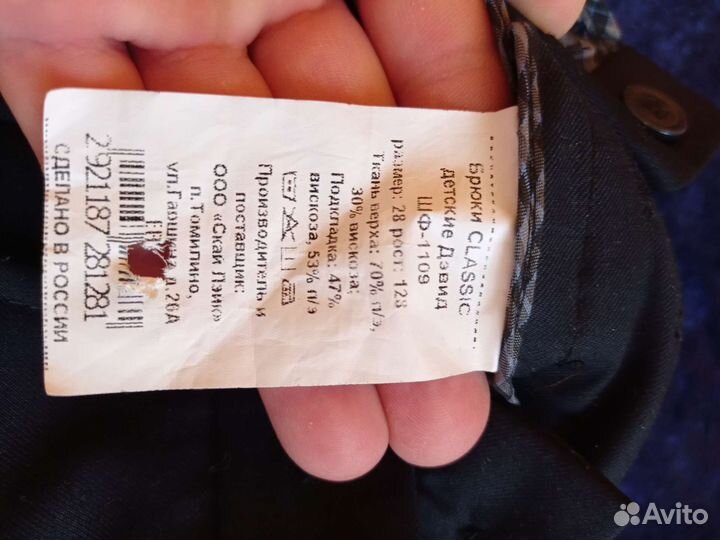 Брюки CLASSIC
детские Дэвид
ШФ-1109
размер: 28 рост: 128
Ткань верха: 70% п/э,
30% вискоза;
Подкладка: 47%
вискоза, 53% п/э
Производитель и
поставщик:
ООО «Скай Лэйк»
п.Томилино,
ул.Гаршина д 26А
2 921187 281281
СДЕЛАНО В РОССИИ
Avito